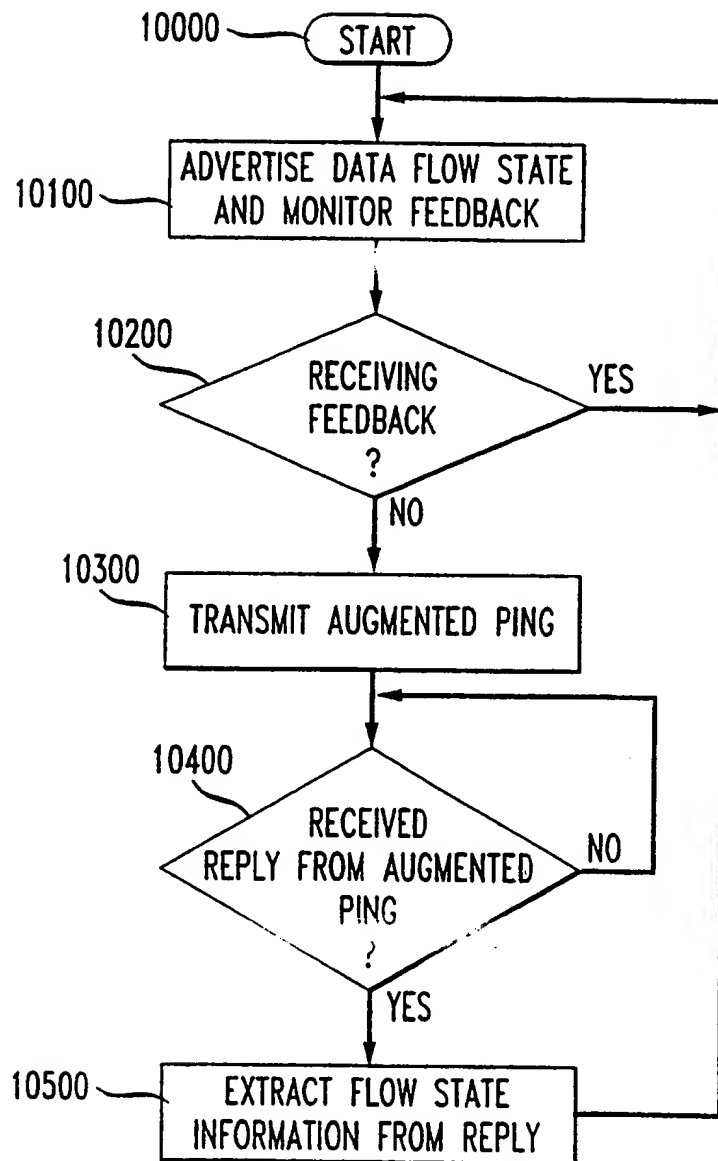 10000
START
10100
ADVERTISE DATA FLOW STATE
AND MONITOR FEEDBACK
10200
RECEIVING
FEEDBACK
?
YES
NO
10300
TRANSMIT AUGMENTED PING
10400
RECEIVED
REPLY FROM AUGMENTED
PING
?
NO
YES
10500
EXTRACT FLOW STATE
INFORMATION FROM REPLY